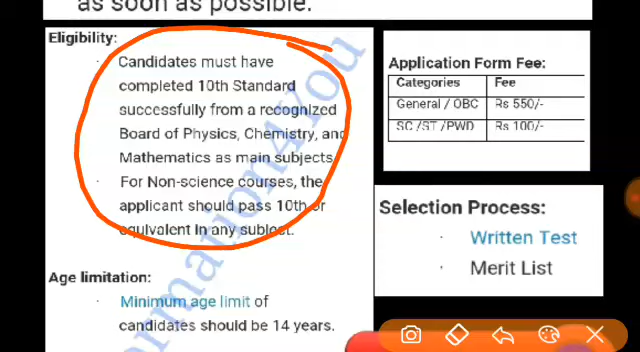 as soon as possible.
Eligibility:
· Candidates must have
completed 10th Standard
successfully from a recognized
Board of Physics, Chemistry, and
Mathematics as main subjects
· For Non-science courses, the
applicant should pass 10th or
equivalent in any subject.
Age limitation:
· Minimum age limit of
candidates should be 14 years.
Application Form Fee:
Categories Fee
General / OBC Rs 550/-
SC /ST /PWD Rs 100/-
Selection Process:
· Written Test
· Merit List
rmation4You